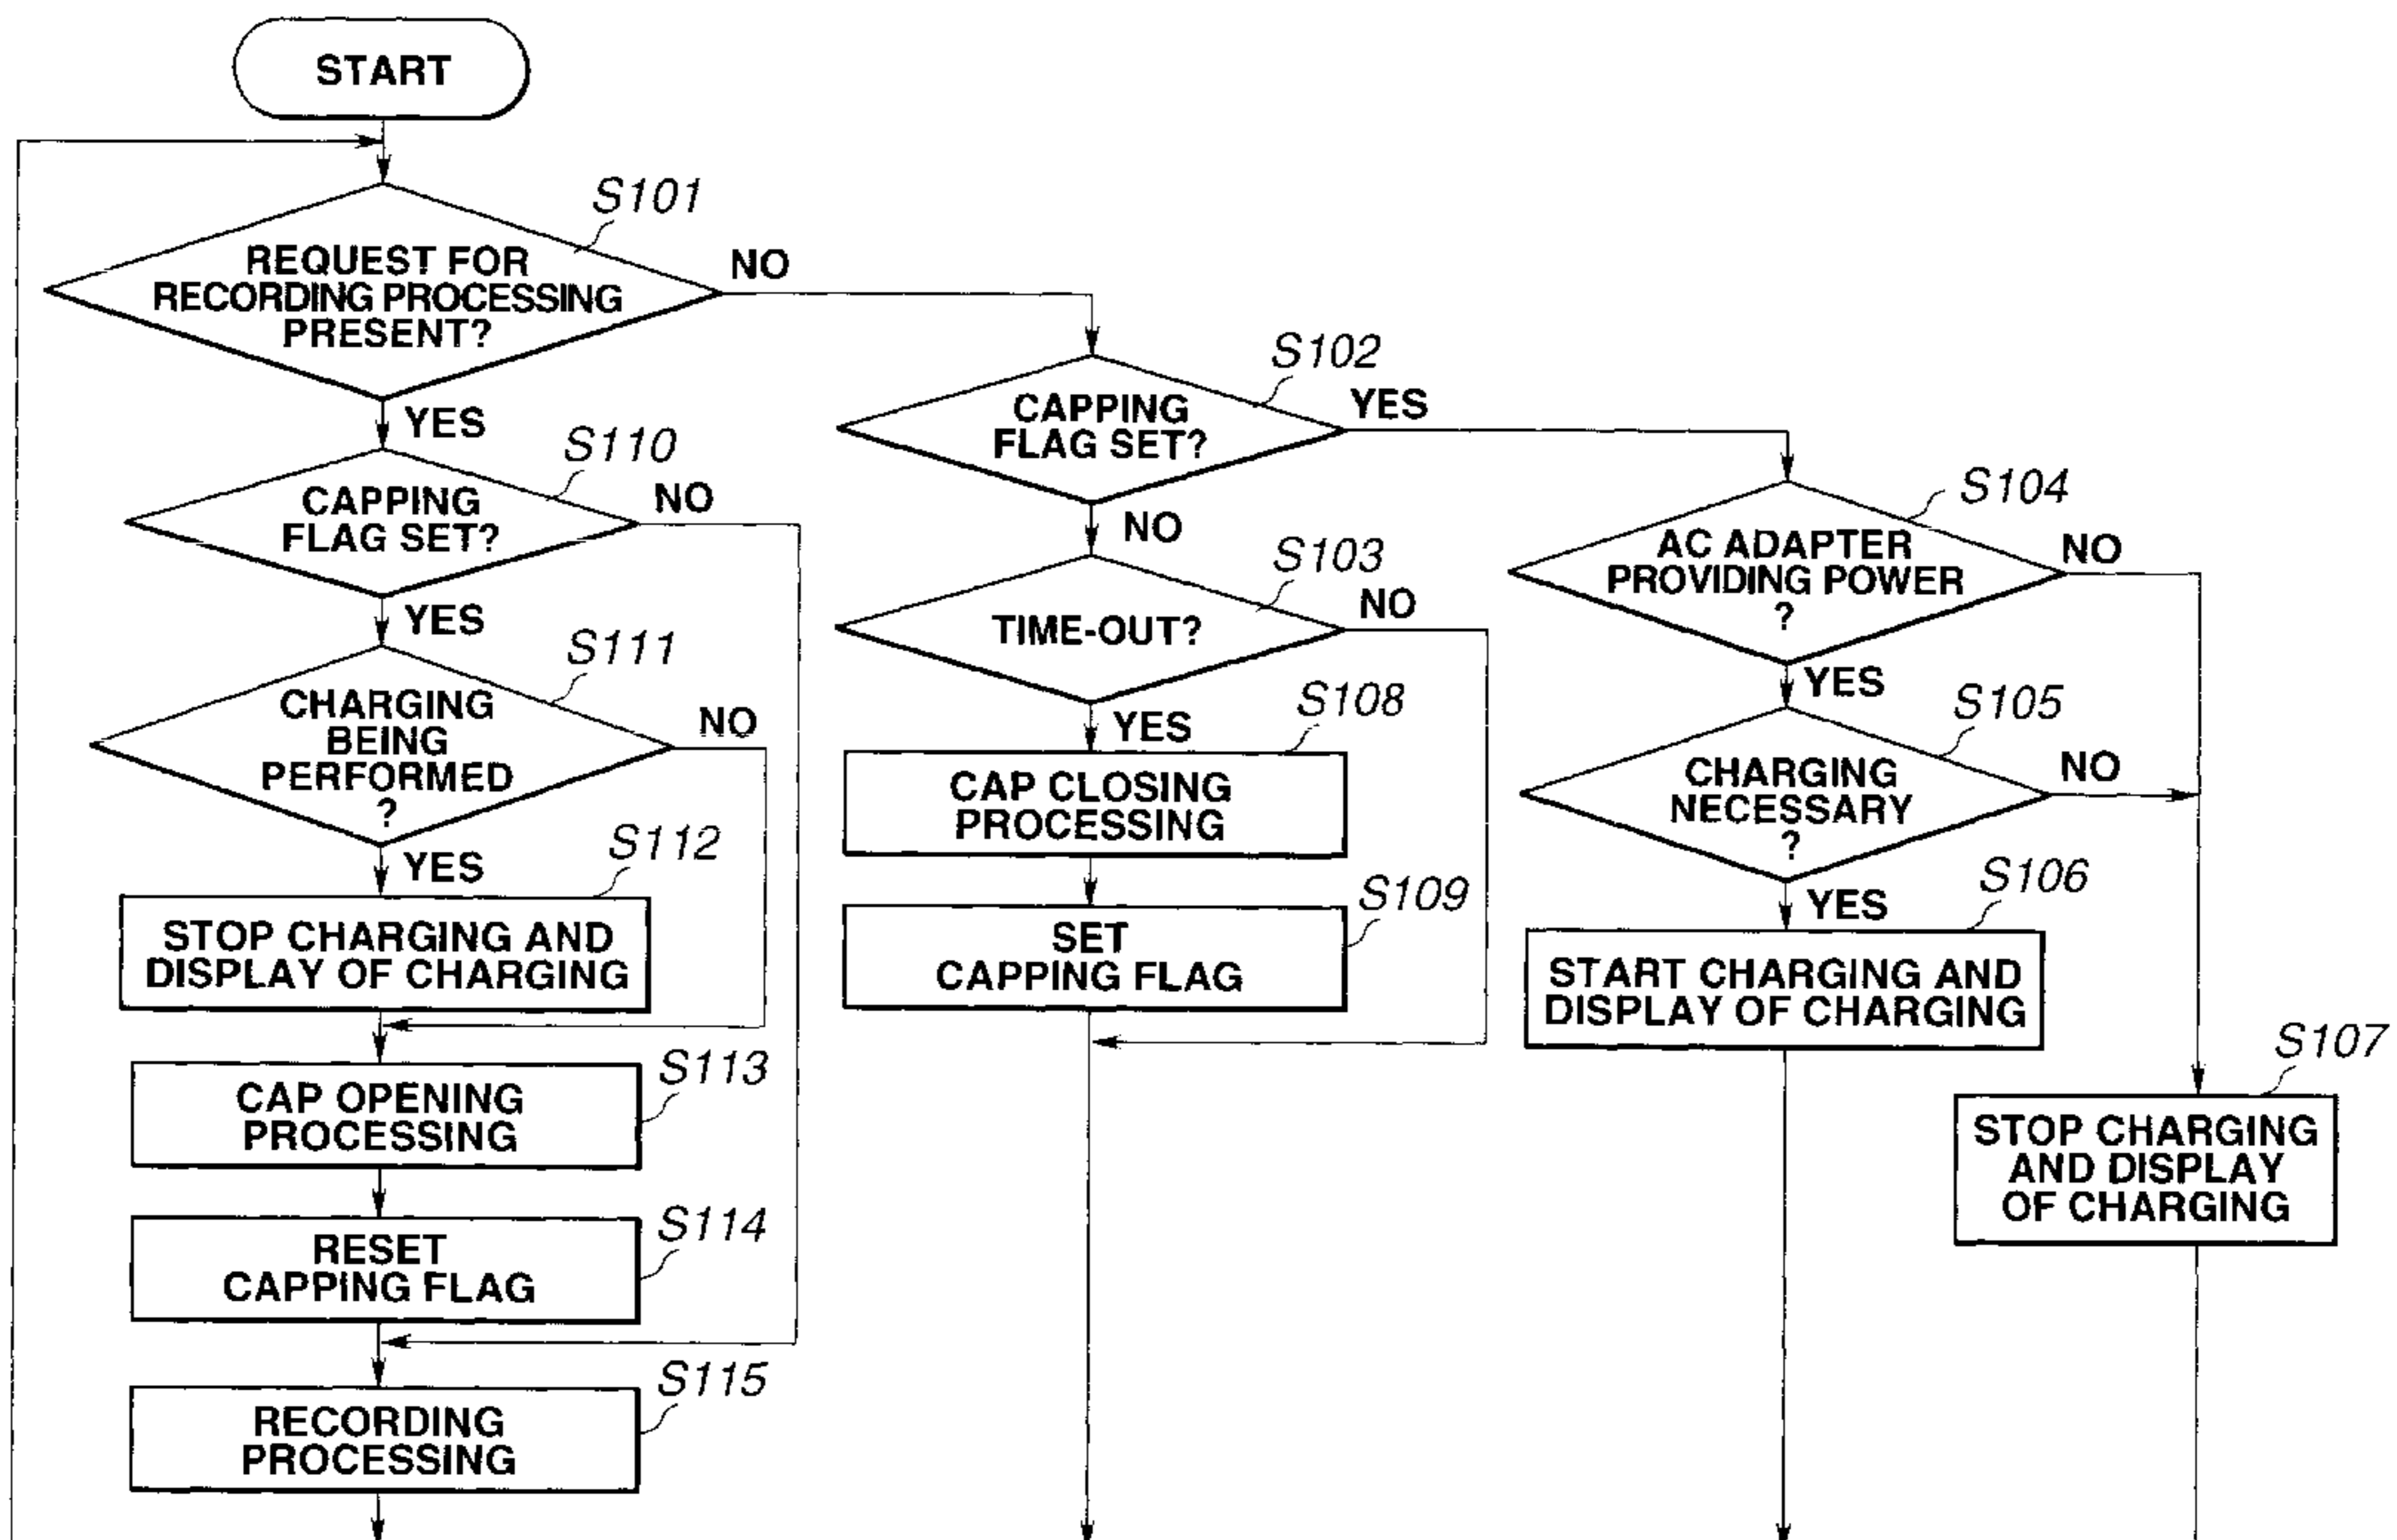 START
S101
REQUEST FOR
RECORDING PROCESSING
PRESENT?
NO
YES
S110
CAPPING
FLAG SET?
NO
YES
S111
CHARGING
BEING
PERFORMED
?
NO
YES
S112
STOP CHARGING AND
DISPLAY OF CHARGING
S113
CAP OPENING
PROCESSING
S114
RESET
CAPPING FLAG
S115
RECORDING
PROCESSING
S102
CAPPING
FLAG SET?
YES
NO
S103
TIME-OUT?
NO
YES
S108
CAP CLOSING
PROCESSING
S109
SET
CAPPING FLAG
S104
AC ADAPTER
PROVIDING POWER
?
NO
YES
S105
CHARGING
NECESSARY
?
NO
YES
S106
START CHARGING AND
DISPLAY OF CHARGING
S107
STOP CHARGING
AND DISPLAY
OF CHARGING